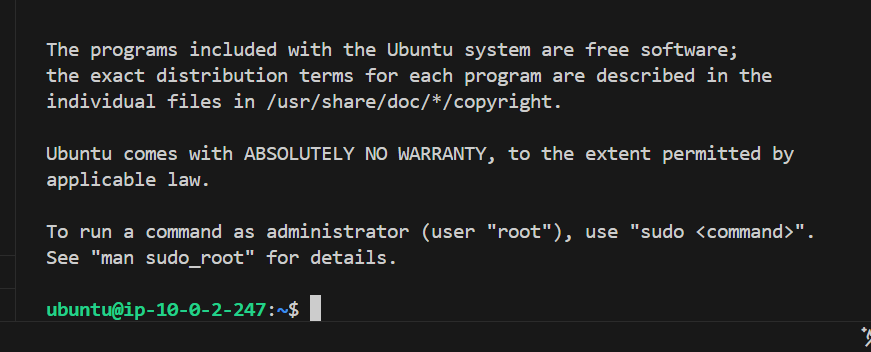 The programs included with the Ubuntu system are free software;
the exact distribution terms for each program are described in the
individual files in /usr/share/doc/*/copyright.
Ubuntu comes with ABSOLUTELY NO WARRANTY, to the extent permitted by
applicable law.
To run a command as administrator (user "root"), use "sudo <command>".
See "man sudo_root" for details.
ubuntu@ip-10-0-2-247:~$